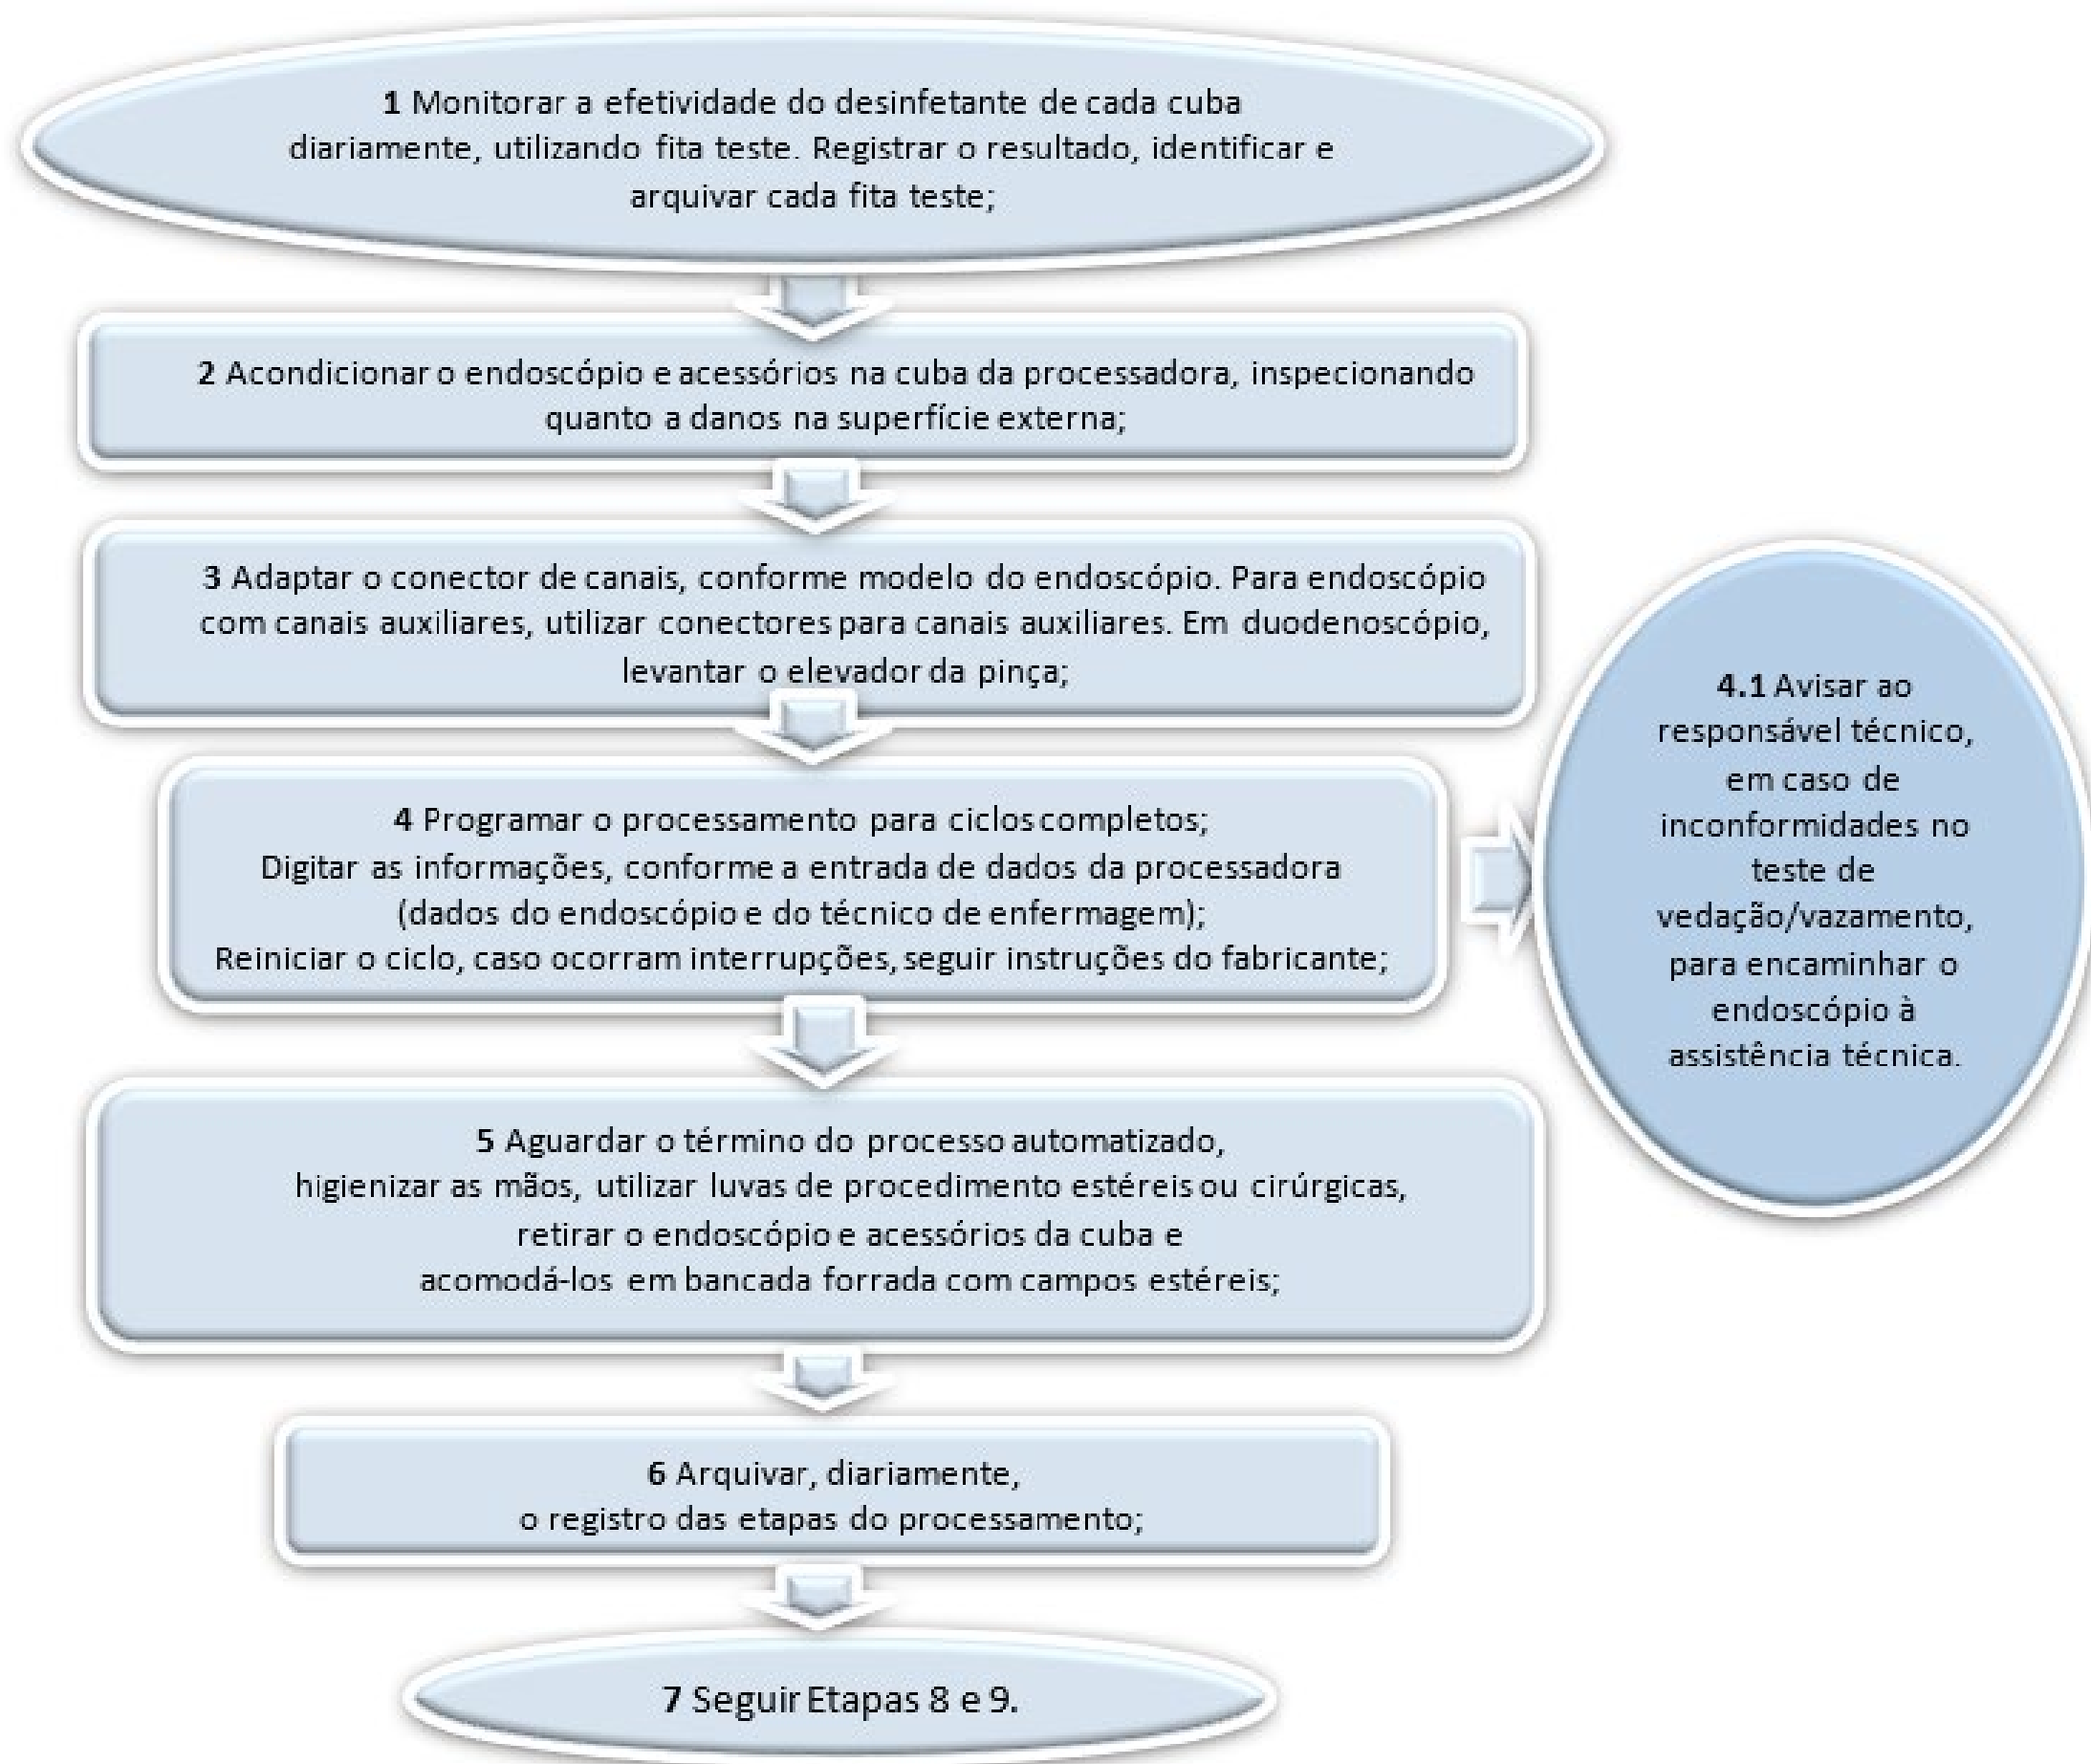 1 Monitorar a efetividade do desinfetante de cada cuba
diariamente, utilizando fita teste. Registrar o resultado, identificar e
arquivar cada fita teste;
2 Acondicionar o endoscópio e acessórios na cuba da processadora, inspecionando
quanto a danos na superfície externa;
3 Adaptar o conector de canais, conforme modelo do endoscópio. Para endoscópio
com canais auxiliares, utilizar conectores para canais auxiliares. Em duodenoscópio,
levantar o elevador da pinça;
4 Programar o processamento para ciclos completos;
Digitar as informações, conforme a entrada de dados da processadora
(dados do endoscópio e do técnico de enfermagem);
Reiniciar o ciclo, caso ocorram interrupções, seguir instruções do fabricante;
4.1 Avisar ao
responsável técnico,
em caso de
inconformidades no
teste de
vedação/vazamento,
para encaminhar o
endoscópio à
assistência técnica.
5 Aguardar o término do processo automatizado,
higienizar as mãos, utilizar luvas de procedimento estéreis ou cirúrgicas,
retirar o endoscópio e acessórios da cuba e
acomodá-los em bancada forrada com campos estéreis;
6 Arquivar, diariamente,
o registro das etapas do processamento;
7 Seguir Etapas 8 e 9.